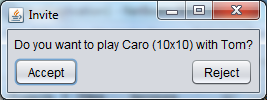 Invite
Do you want to play Caro (10x10) with Tom?
Accept
Reject